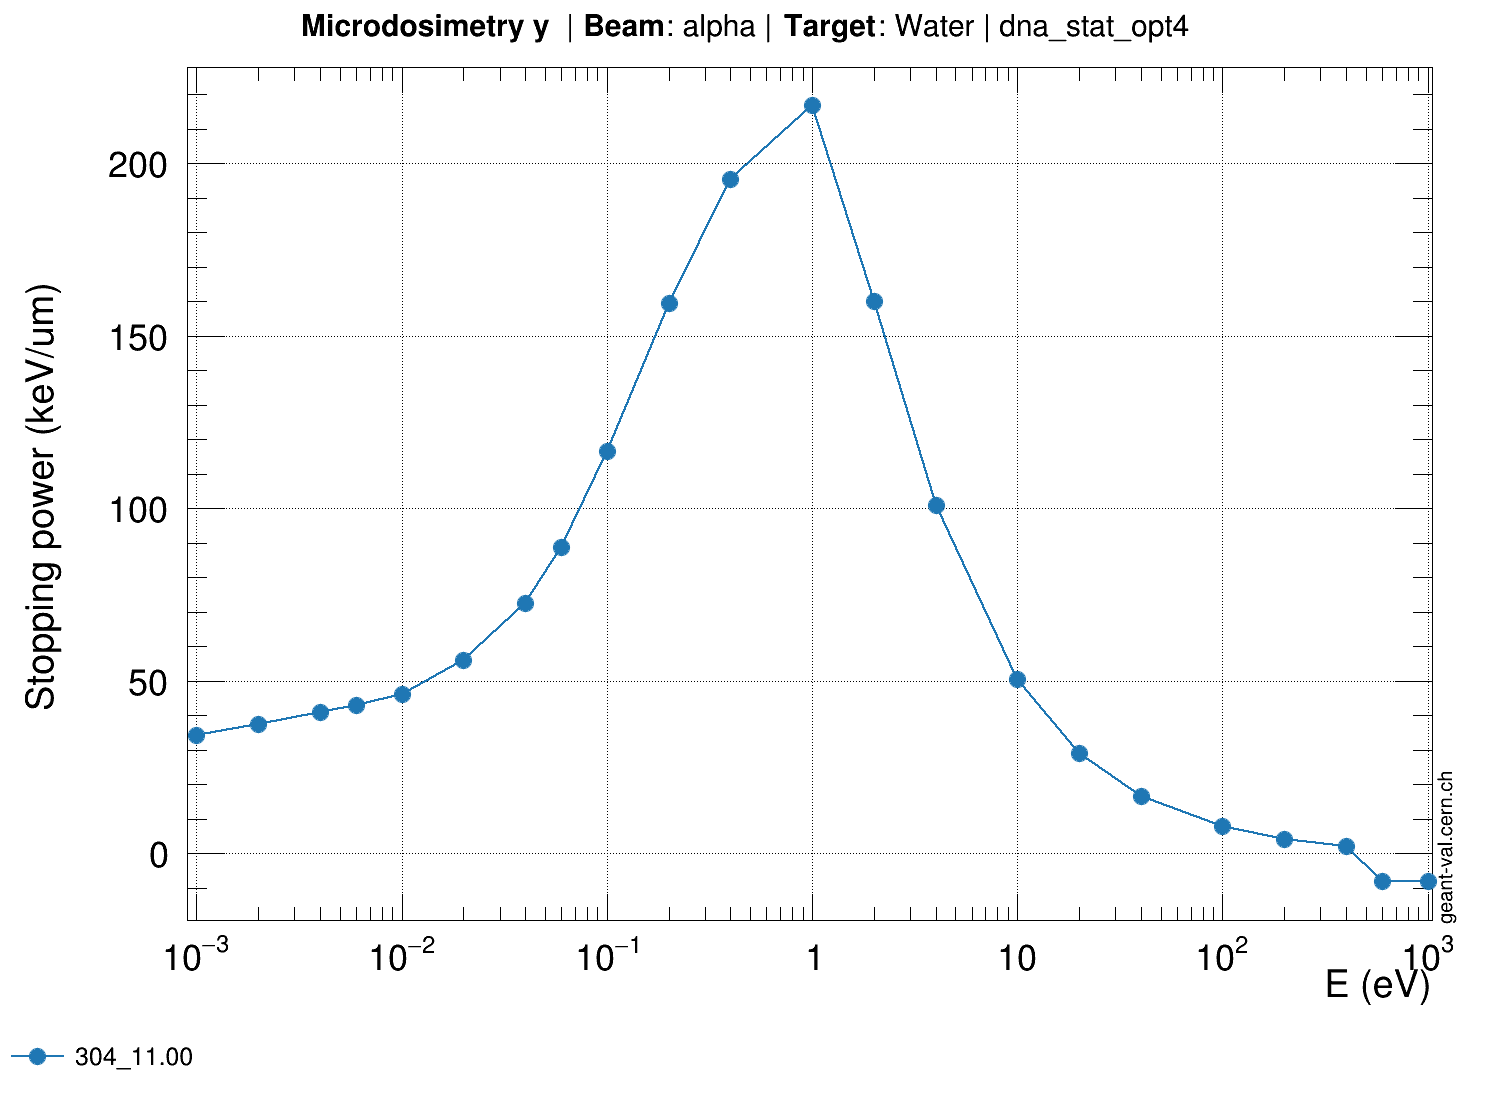 Microdosimetry y | Beam: alpha | Target: Water | dna_stat_opt4
Stopping power (keV/um)
200
150
100
50
0
10⁻³ 10⁻² 10⁻¹ 1 10 10² 10³
E (eV)
geant-val.cern.ch
304_11.00